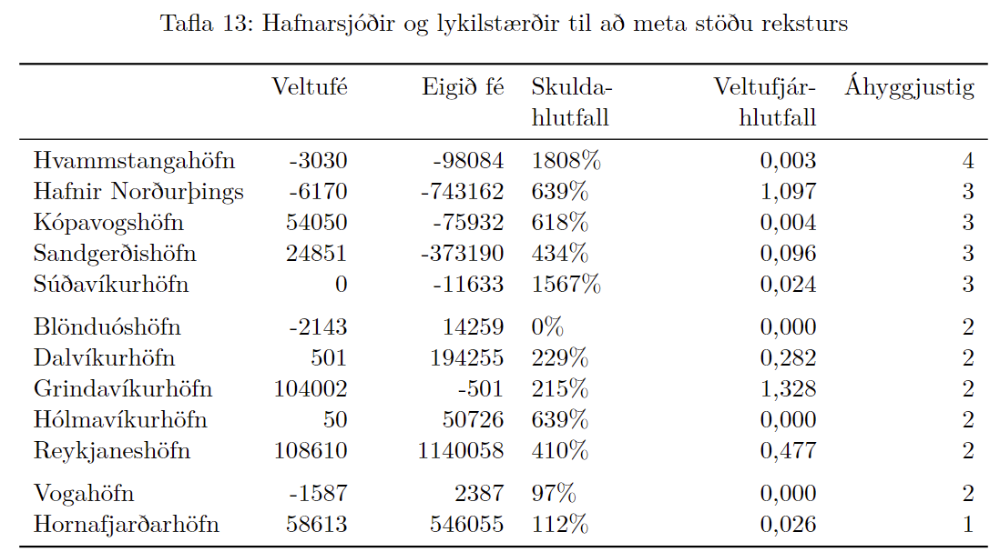 Tafla 13: Hafnarsjóðir og lykilstærðir til að meta stöðu reksturs
Veltufé Eigið fé Skulda- Veltufjár- Áhyggjustig
hlutfall hlutfall
Hvammstangahöfn -3030 -98084 1808% 0,003 4
Hafnir Norðurþings -6170 -743162 639% 1,097 3
Kópavogshöfn 54050 -75932 618% 0,004 3
Sandgerðishöfn 24851 -373190 434% 0,096 3
Súðavíkurhöfn 0 -11633 1567% 0,024 3
Blönduóshöfn -2143 14259 0% 0,000 2
Dalvíkurhöfn 501 194255 229% 0,282 2
Grindavíkurhöfn 104002 -501 215% 1,328 2
Hólmavíkurhöfn 50 50726 639% 0,000 2
Reykjaneshöfn 108610 1140058 410% 0,477 2
Vogahöfn -1587 2387 97% 0,000 2
Hornafjarðarhöfn 58613 546055 112% 0,026 1